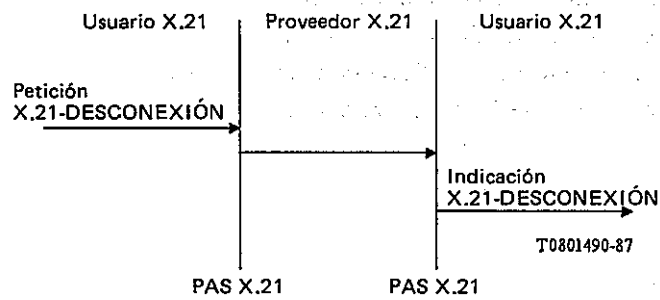 Usuario X.21 Proveedor X.21 Usuario X.21
Petición
X.21-DESCONEXIÓN
Indicación
X.21-DESCONEXIÓN
T0801490-87
PAS X.21 PAS X.21